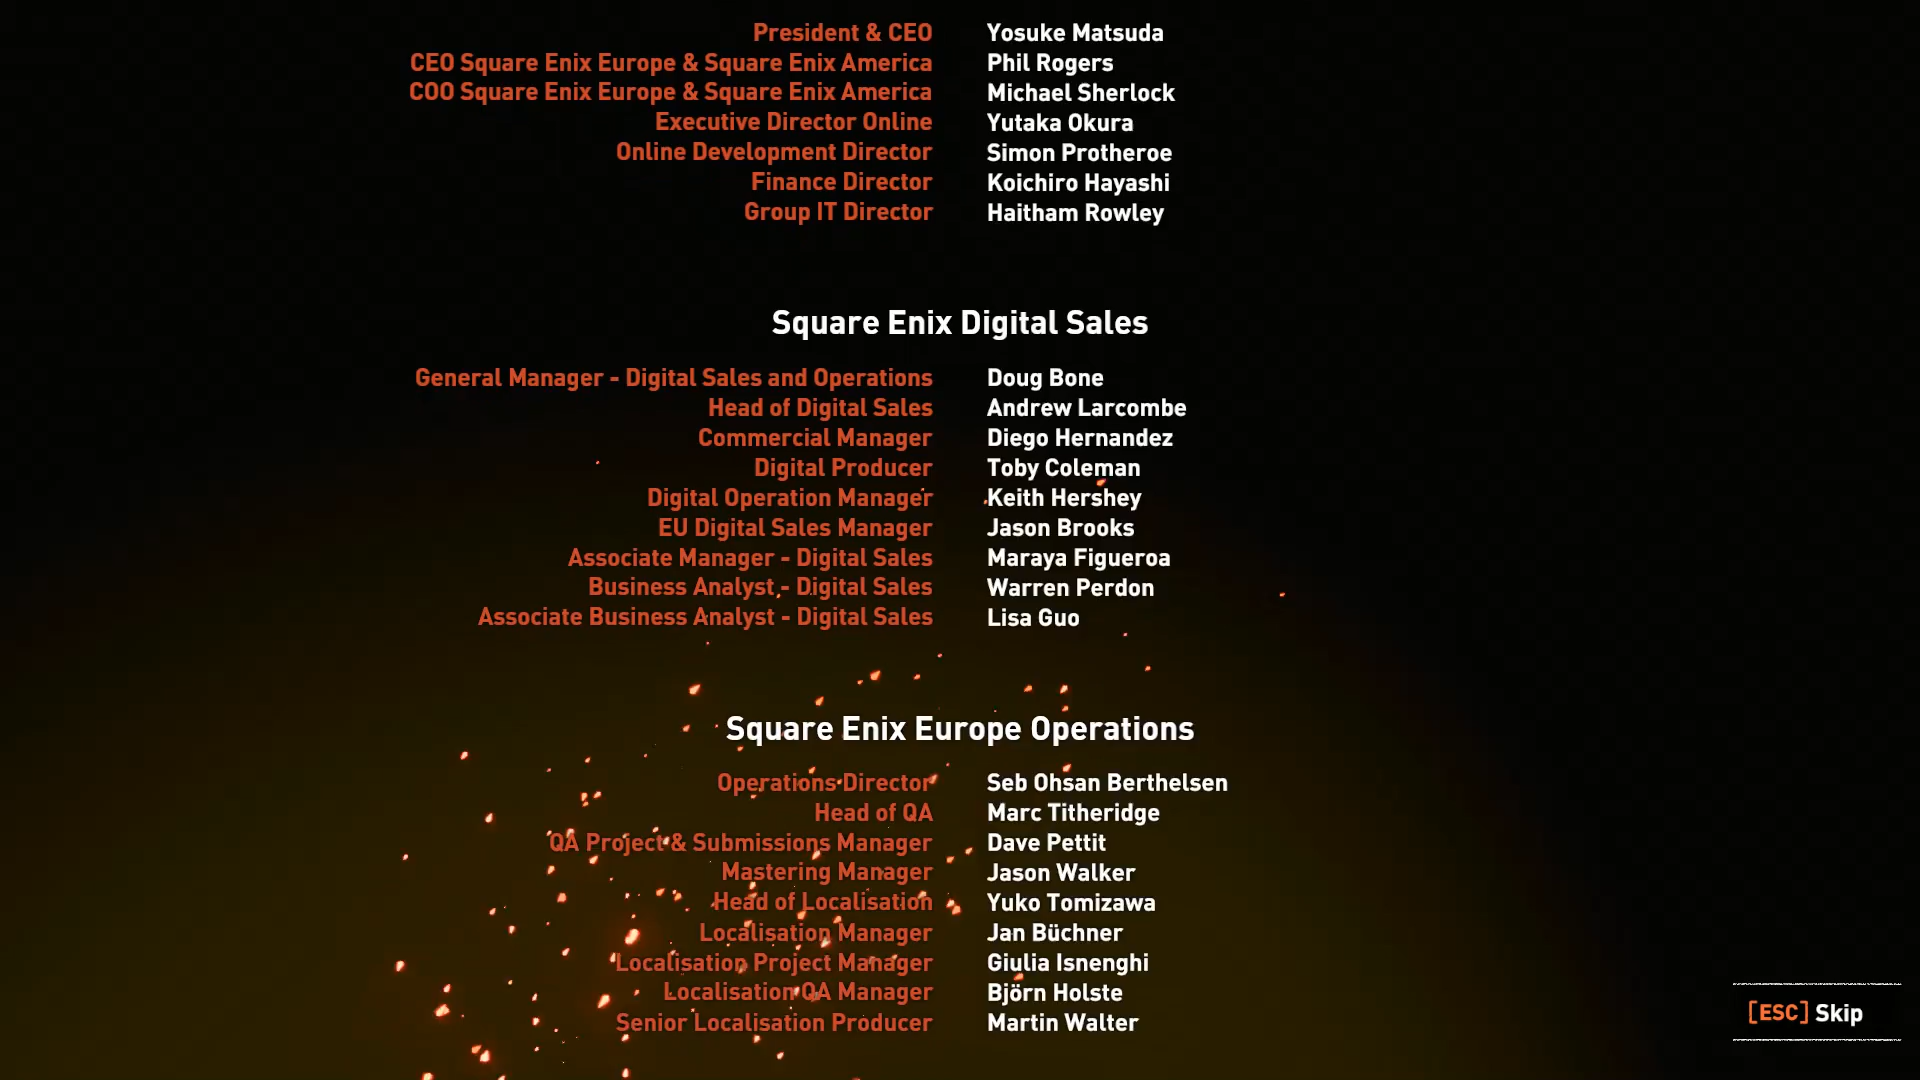 President & CEO Yosuke Matsuda
CEO Square Enix Europe & Square Enix America Phil Rogers
COO Square Enix Europe & Square Enix America Michael Sherlock
Executive Director Online Yutaka Okura
Online Development Director Simon Protheroe
Finance Director Koichiro Hayashi
Group IT Director Haitham Rowley
Square Enix Digital Sales
General Manager - Digital Sales and Operations Doug Bone
Head of Digital Sales Andrew Larcombe
Commercial Manager Diego Hernandez
Digital Producer Toby Coleman
Digital Operation Manager Keith Hershey
EU Digital Sales Manager Jason Brooks
Associate Manager - Digital Sales Maraya Figueroa
Business Analyst - Digital Sales Warren Perdon
Associate Business Analyst - Digital Sales Lisa Guo
Square Enix Europe Operations
Operations Director Seb Ohsan Berthelsen
Head of QA Marc Titheridge
QA Project & Submissions Manager Dave Pettit
Mastering Manager Jason Walker
Head of Localisation Yuko Tomizawa
Localisation Manager Jan Büchner
Localisation Project Manager Giulia Isnenghi
Localisation QA Manager Björn Holste
Senior Localisation Producer Martin Walter
[ESC] Skip